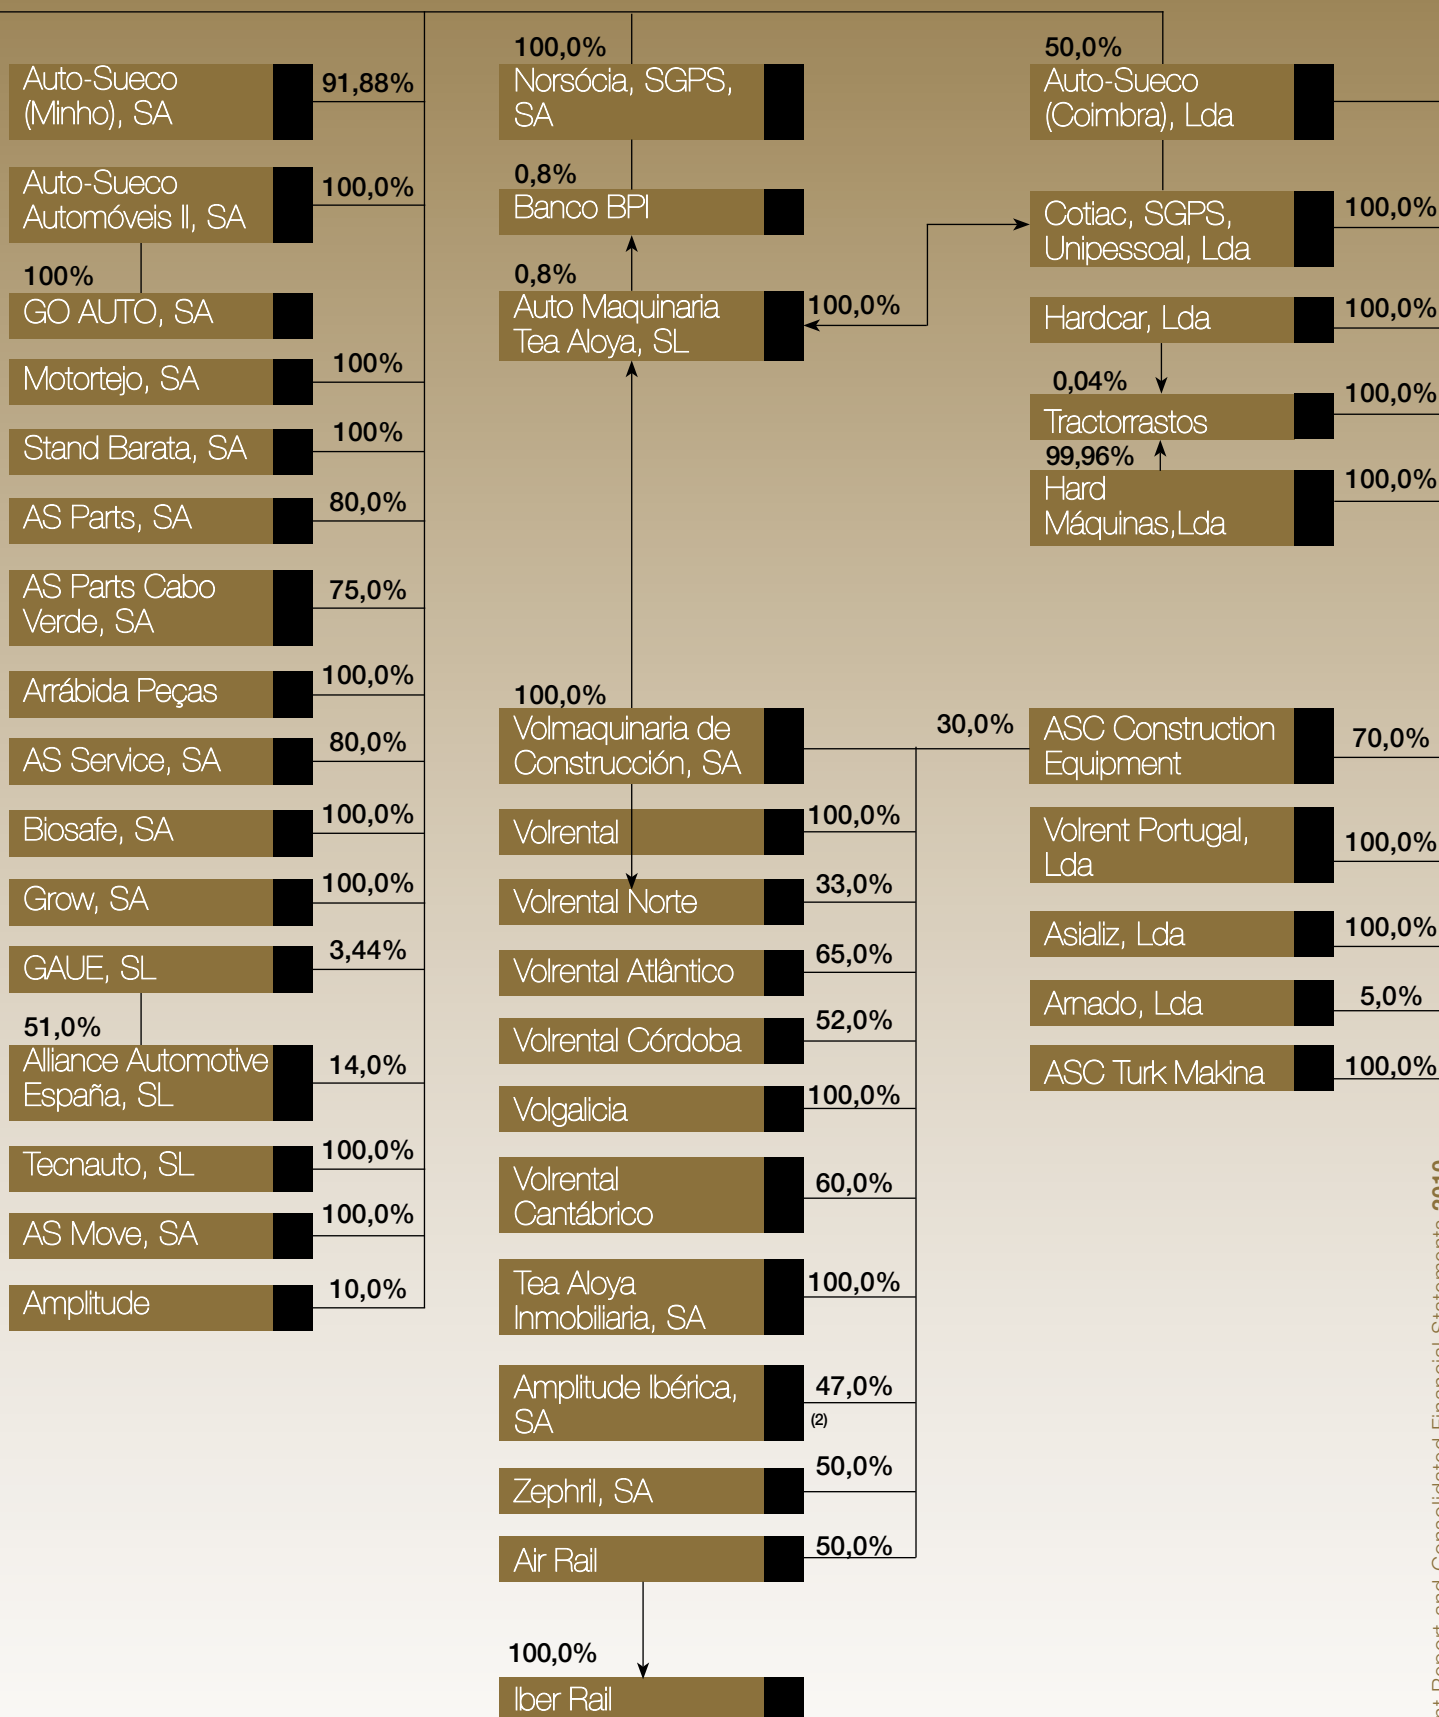 Auto-Sueco
(Minho), SA
91,88%
Auto-Sueco
Automóveis II, SA
100,0%
100%
GO AUTO, SA
Motortejo, SA
100%
Stand Barata, SA
100%
AS Parts, SA
80,0%
AS Parts Cabo
Verde, SA
75,0%
Arrábida Peças
100,0%
AS Service, SA
80,0%
Biosafe, SA
100,0%
Grow, SA
100,0%
GAUE, SL
3,44%
51,0%
Alliance Automotive
España, SL
14,0%
Tecnauto, SL
100,0%
AS Move, SA
100,0%
Amplitude
10,0%
100,0%
Norsócia, SGPS,
SA
0,8%
Banco BPI
0,8%
Auto Maquinaria
Tea Aloya, SL
100,0%
100,0%
Volmaquinaria de
Construcción, SA
30,0%
Volrental
100,0%
Volrental Norte
33,0%
Volrental Atlântico
65,0%
Volrental Córdoba
52,0%
Volgalicia
100,0%
Volrental
Cantábrico
60,0%
Tea Aloya
Inmobiliaria, SA
100,0%
Amplitude Ibérica,
SA
47,0%
(2)
Zephril, SA
50,0%
Air Rail
50,0%
100,0%
Iber Rail
50,0%
Auto-Sueco
(Coimbra), Lda
Cotiac, SGPS,
Unipessoal, Lda
100,0%
Hardcar, Lda
100,0%
0,04%
Tractorrastos
100,0%
99,96%
Hard
Máquinas,Lda
100,0%
ASC Construction
Equipment
70,0%
Volrent Portugal,
Lda
100,0%
Asializ, Lda
100,0%
Arnado, Lda
5,0%
ASC Turk Makina
100,0%
Report and Consolidated Financial Statements 2010